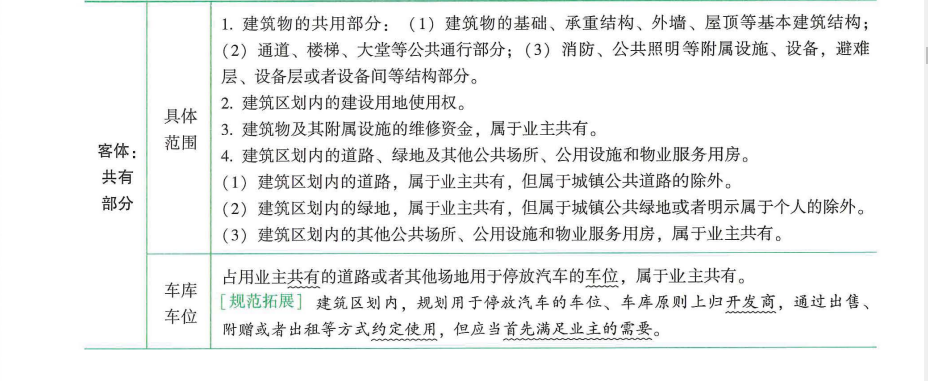 1. 建筑物的共用部分：（1）建筑物的基础、承重结构、外墙、屋顶等基本建筑结构；
（2）通道、楼梯、大堂等公共通行部分；（3）消防、公共照明等附属设施、设备，避难
层、设备层或者设备间等结构部分。
2. 建筑区划内的建设用地使用权。
具体
范围
3. 建筑物及其附属设施的维修资金，属于业主共有。
客体：
共有
部分
4. 建筑区划内的道路、绿地及其他公共场所、公用设施和物业服务用房。
（1）建筑区划内的道路，属于业主共有，但属于城镇公共道路的除外。
（2）建筑区划内的绿地，属于业主共有，但属于城镇公共绿地或者明示属于个人的除外。
（3）建筑区划内的其他公共场所、公用设施和物业服务用房，属于业主共有。
车库
车位
占用业主共有的道路或者其他场地用于停放汽车的车位，属于业主共有。
［规范拓展］ 建筑区划内，规划用于停放汽车的车位、车库原则上归开发商，通过出售、
附赠或者出租等方式约定使用，但应当首先满足业主的需要。